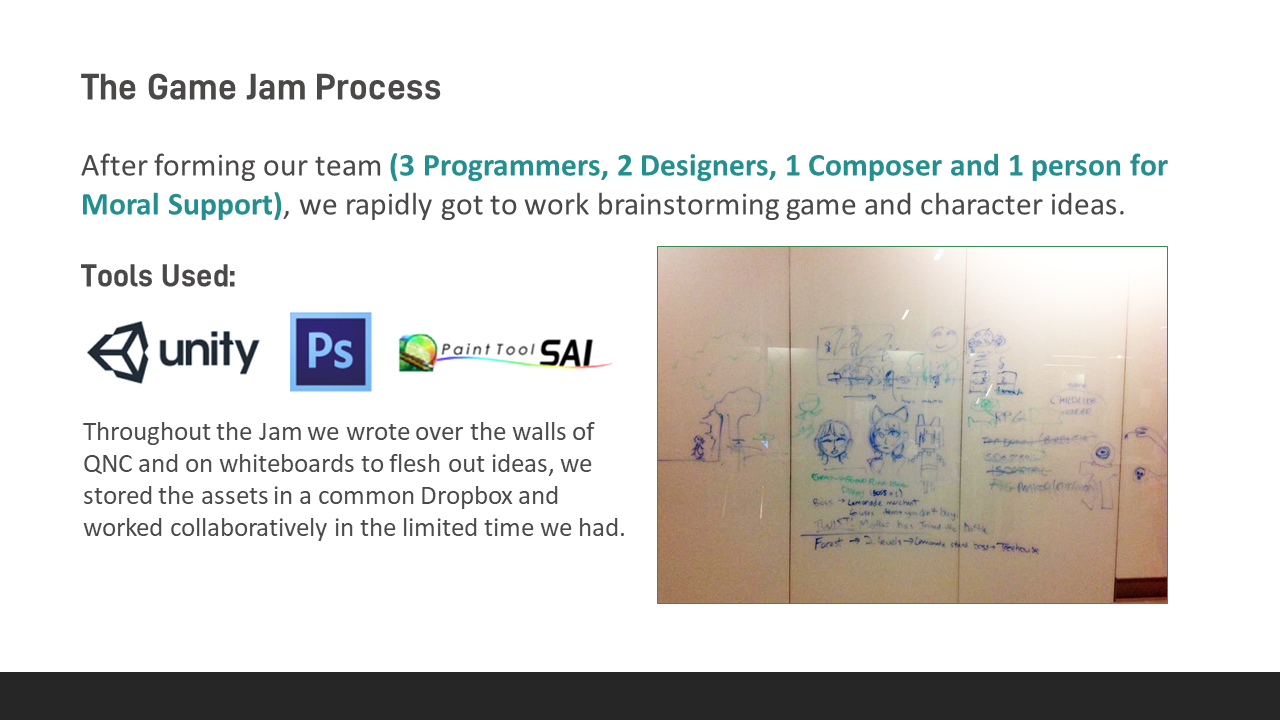 The Game Jam Process
After forming our team (3 Programmers, 2 Designers, 1 Composer and 1 person for
Moral Support), we rapidly got to work brainstorming game and character ideas.
Tools Used:
unity
Ps
PaintTool SAI
Throughout the Jam we wrote over the walls of
QNC and on whiteboards to flesh out ideas, we
stored the assets in a common Dropbox and
worked collaboratively in the limited time we had.
RPG
Boss → Lemonade merchant
TWIST! Mother has Joined the
Forest → 2 levels → Lemonade stand boss → Treehouse